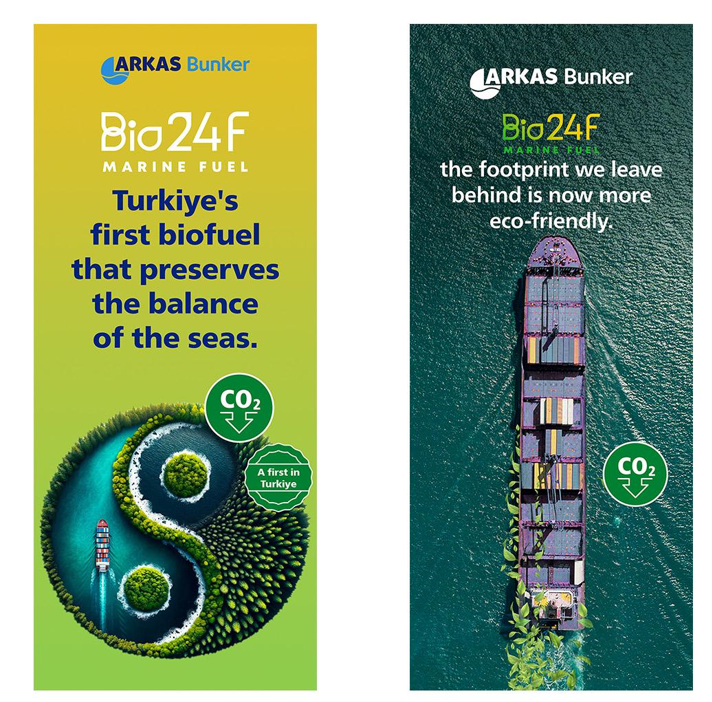 ARKAS Bunker
Bio24F
MARINE FUEL
Turkiye's
first biofuel
that preserves
the balance
of the seas.
CO₂
A first in
Turkiye
ARKAS Bunker
Bio24F
MARINE FUEL
the footprint we leave
behind is now more
eco-friendly.
CO₂